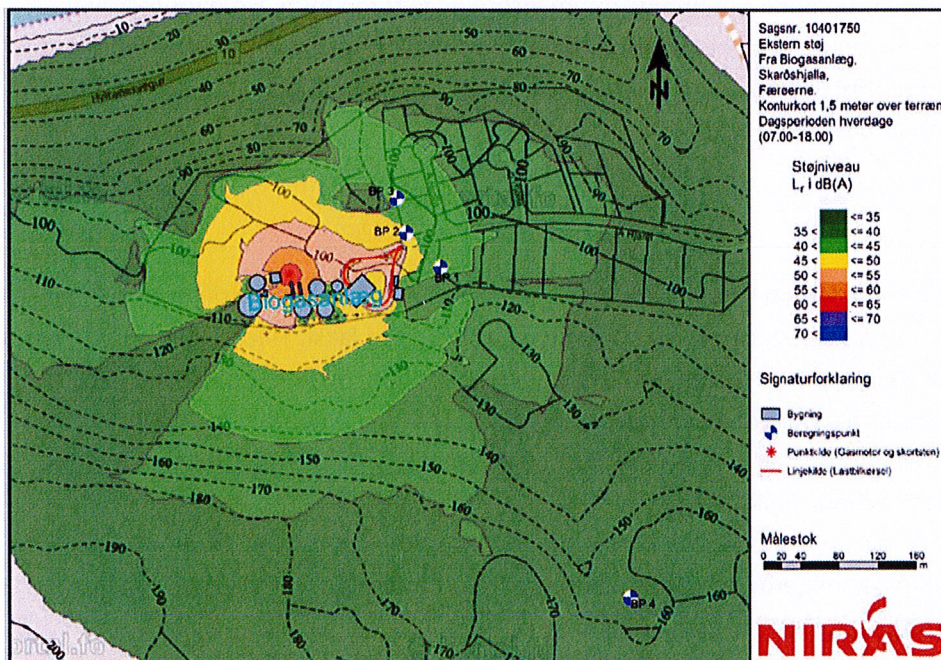 Sagsnr. 10401750
Ekstern støj
Fra Biogasanlæg,
Skarðshjalla,
Færøerne.
Konturkort 1,5 meter over terræn
Dagsperioden hverdage
(07.00-18.00)
Støjniveau
Lr i dB(A)
<= 35
35 < <= 40
40 < <= 45
45 < <= 50
50 < <= 55
55 < <= 60
60 < <= 65
65 < <= 70
70 <
Signaturforklaring
Bygning
Beregningspunkt
Punktkilde (Gasmotor og skorsten)
Linjekilde (Lastbilkørsel)
Målestok
0 20 40 80 120 160
m
NIRAS
N
BP 3
BP 2
BP 1
Biogasanlæg
BP 4